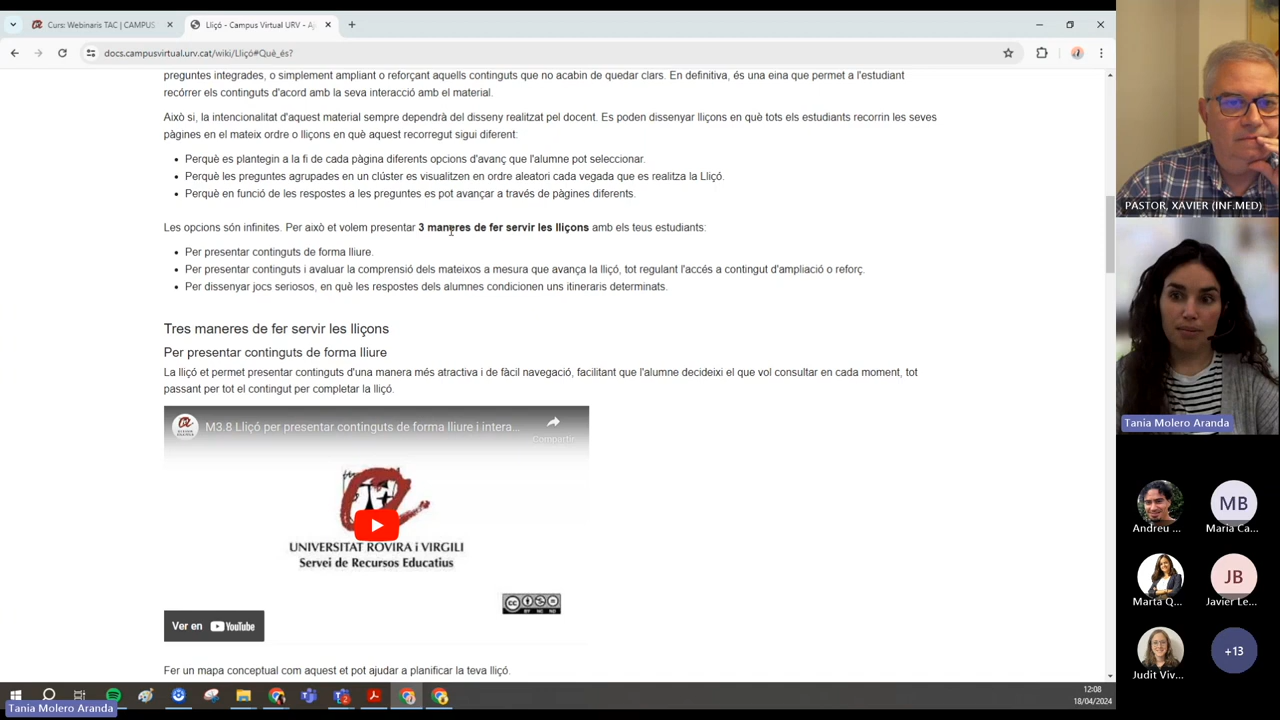 Curs: Webinaris TAC | CAMPUS
Lliçó - Campus Virtual URV - Aj
docs.campusvirtual.urv.cat/wiki/Lliçó#Què_és?
preguntes integrades, o simplement ampliant o reforçant aquells continguts que no acabin de quedar clars. En definitiva, és una eina que permet a l'estudiant
recórrer els continguts d'acord amb la seva interacció amb el material.
Això si, la intencionalitat d'aquest material sempre dependrà del disseny realitzat pel docent. Es poden dissenyar lliçons en què tots els estudiants recorrin les seves
pàgines en el mateix ordre o lliçons en què aquest recorregut sigui diferent:
Perquè es plantegin a la fi de cada pàgina diferents opcions d'avanç que l'alumne pot seleccionar.
Perquè les preguntes agrupades en un clúster es visualitzen en ordre aleatori cada vegada que es realitza la Lliçó.
Perquè en funció de les respostes a les preguntes es pot avançar a través de pàgines diferents.
Les opcions són infinites. Per això et volem presentar 3 maneres de fer servir les lliçons amb els teus estudiants:
Per presentar continguts de forma lliure.
Per presentar continguts i avaluar la comprensió dels mateixos a mesura que avança la lliçó, tot regulant l'accés a contingut d'ampliació o reforç.
Per dissenyar jocs seriosos, en què les respostes dels alumnes condicionen uns itineraris determinats.
Tres maneres de fer servir les lliçons
Per presentar continguts de forma lliure
La lliçó et permet presentar continguts d'una manera més atractiva i de fàcil navegació, facilitant que l'alumne decideixi el que vol consultar en cada moment, tot
passant per tot el contingut per completar la lliçó.
M3.8 Lliçó per presentar continguts de forma lliure i intera...
Compartir
UNIVERSITAT ROVIRA i VIRGILI
Servei de Recursos Educatius
CC
BY NC ND
Ver en YouTube
Fer un mapa conceptual com aquest et pot ajudar a planificar la teva lliçó.
12:08
18/04/2024
Tania Molero Aranda
PASTOR, XAVIER (INF.MED)
Tania Molero Aranda
Andreu ...
MB
Maria Ca...
Marta Q...
JB
Javier Le...
Judit Viv...
+13